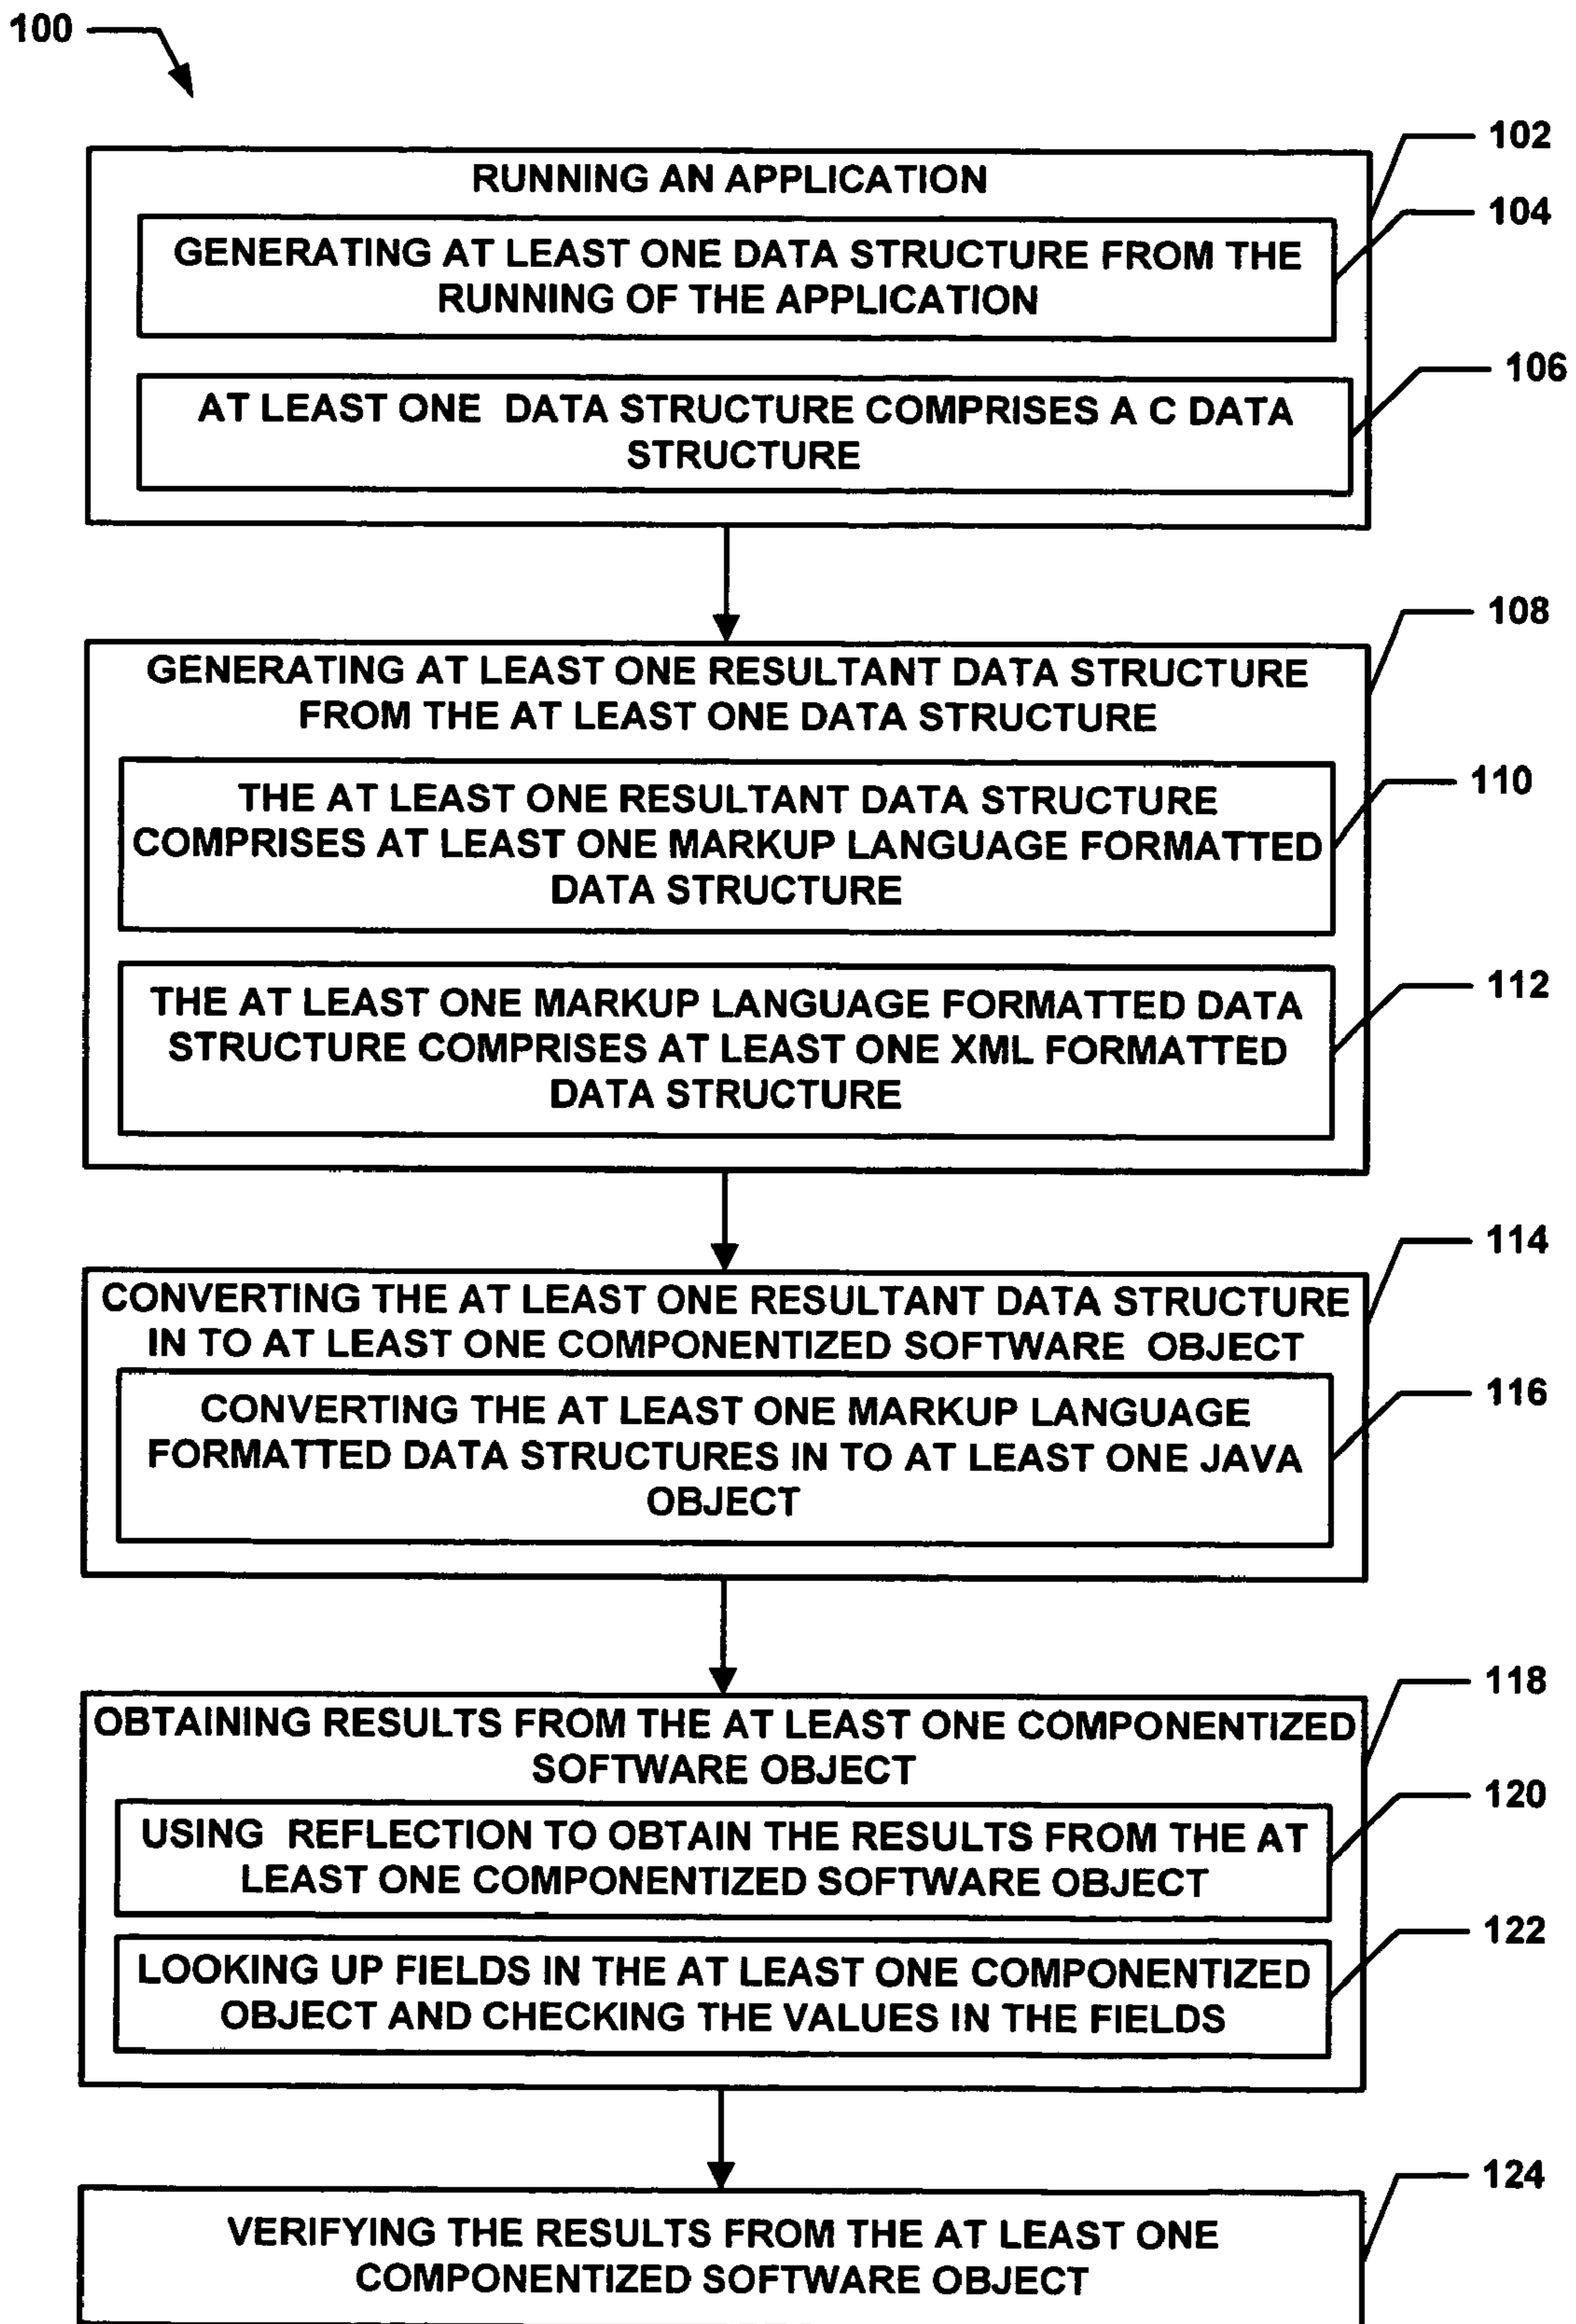 100
102
RUNNING AN APPLICATION
104
GENERATING AT LEAST ONE DATA STRUCTURE FROM THE
RUNNING OF THE APPLICATION
106
AT LEAST ONE DATA STRUCTURE COMPRISES A C DATA
STRUCTURE
108
GENERATING AT LEAST ONE RESULTANT DATA STRUCTURE
FROM THE AT LEAST ONE DATA STRUCTURE
110
THE AT LEAST ONE RESULTANT DATA STRUCTURE
COMPRISES AT LEAST ONE MARKUP LANGUAGE FORMATTED
DATA STRUCTURE
112
THE AT LEAST ONE MARKUP LANGUAGE FORMATTED DATA
STRUCTURE COMPRISES AT LEAST ONE XML FORMATTED
DATA STRUCTURE
114
CONVERTING THE AT LEAST ONE RESULTANT DATA STRUCTURE
IN TO AT LEAST ONE COMPONENTIZED SOFTWARE OBJECT
116
CONVERTING THE AT LEAST ONE MARKUP LANGUAGE
FORMATTED DATA STRUCTURES IN TO AT LEAST ONE JAVA
OBJECT
118
OBTAINING RESULTS FROM THE AT LEAST ONE COMPONENTIZED
SOFTWARE OBJECT
120
USING REFLECTION TO OBTAIN THE RESULTS FROM THE AT
LEAST ONE COMPONENTIZED SOFTWARE OBJECT
122
LOOKING UP FIELDS IN THE AT LEAST ONE COMPONENTIZED
OBJECT AND CHECKING THE VALUES IN THE FIELDS
124
VERIFYING THE RESULTS FROM THE AT LEAST ONE
COMPONENTIZED SOFTWARE OBJECT